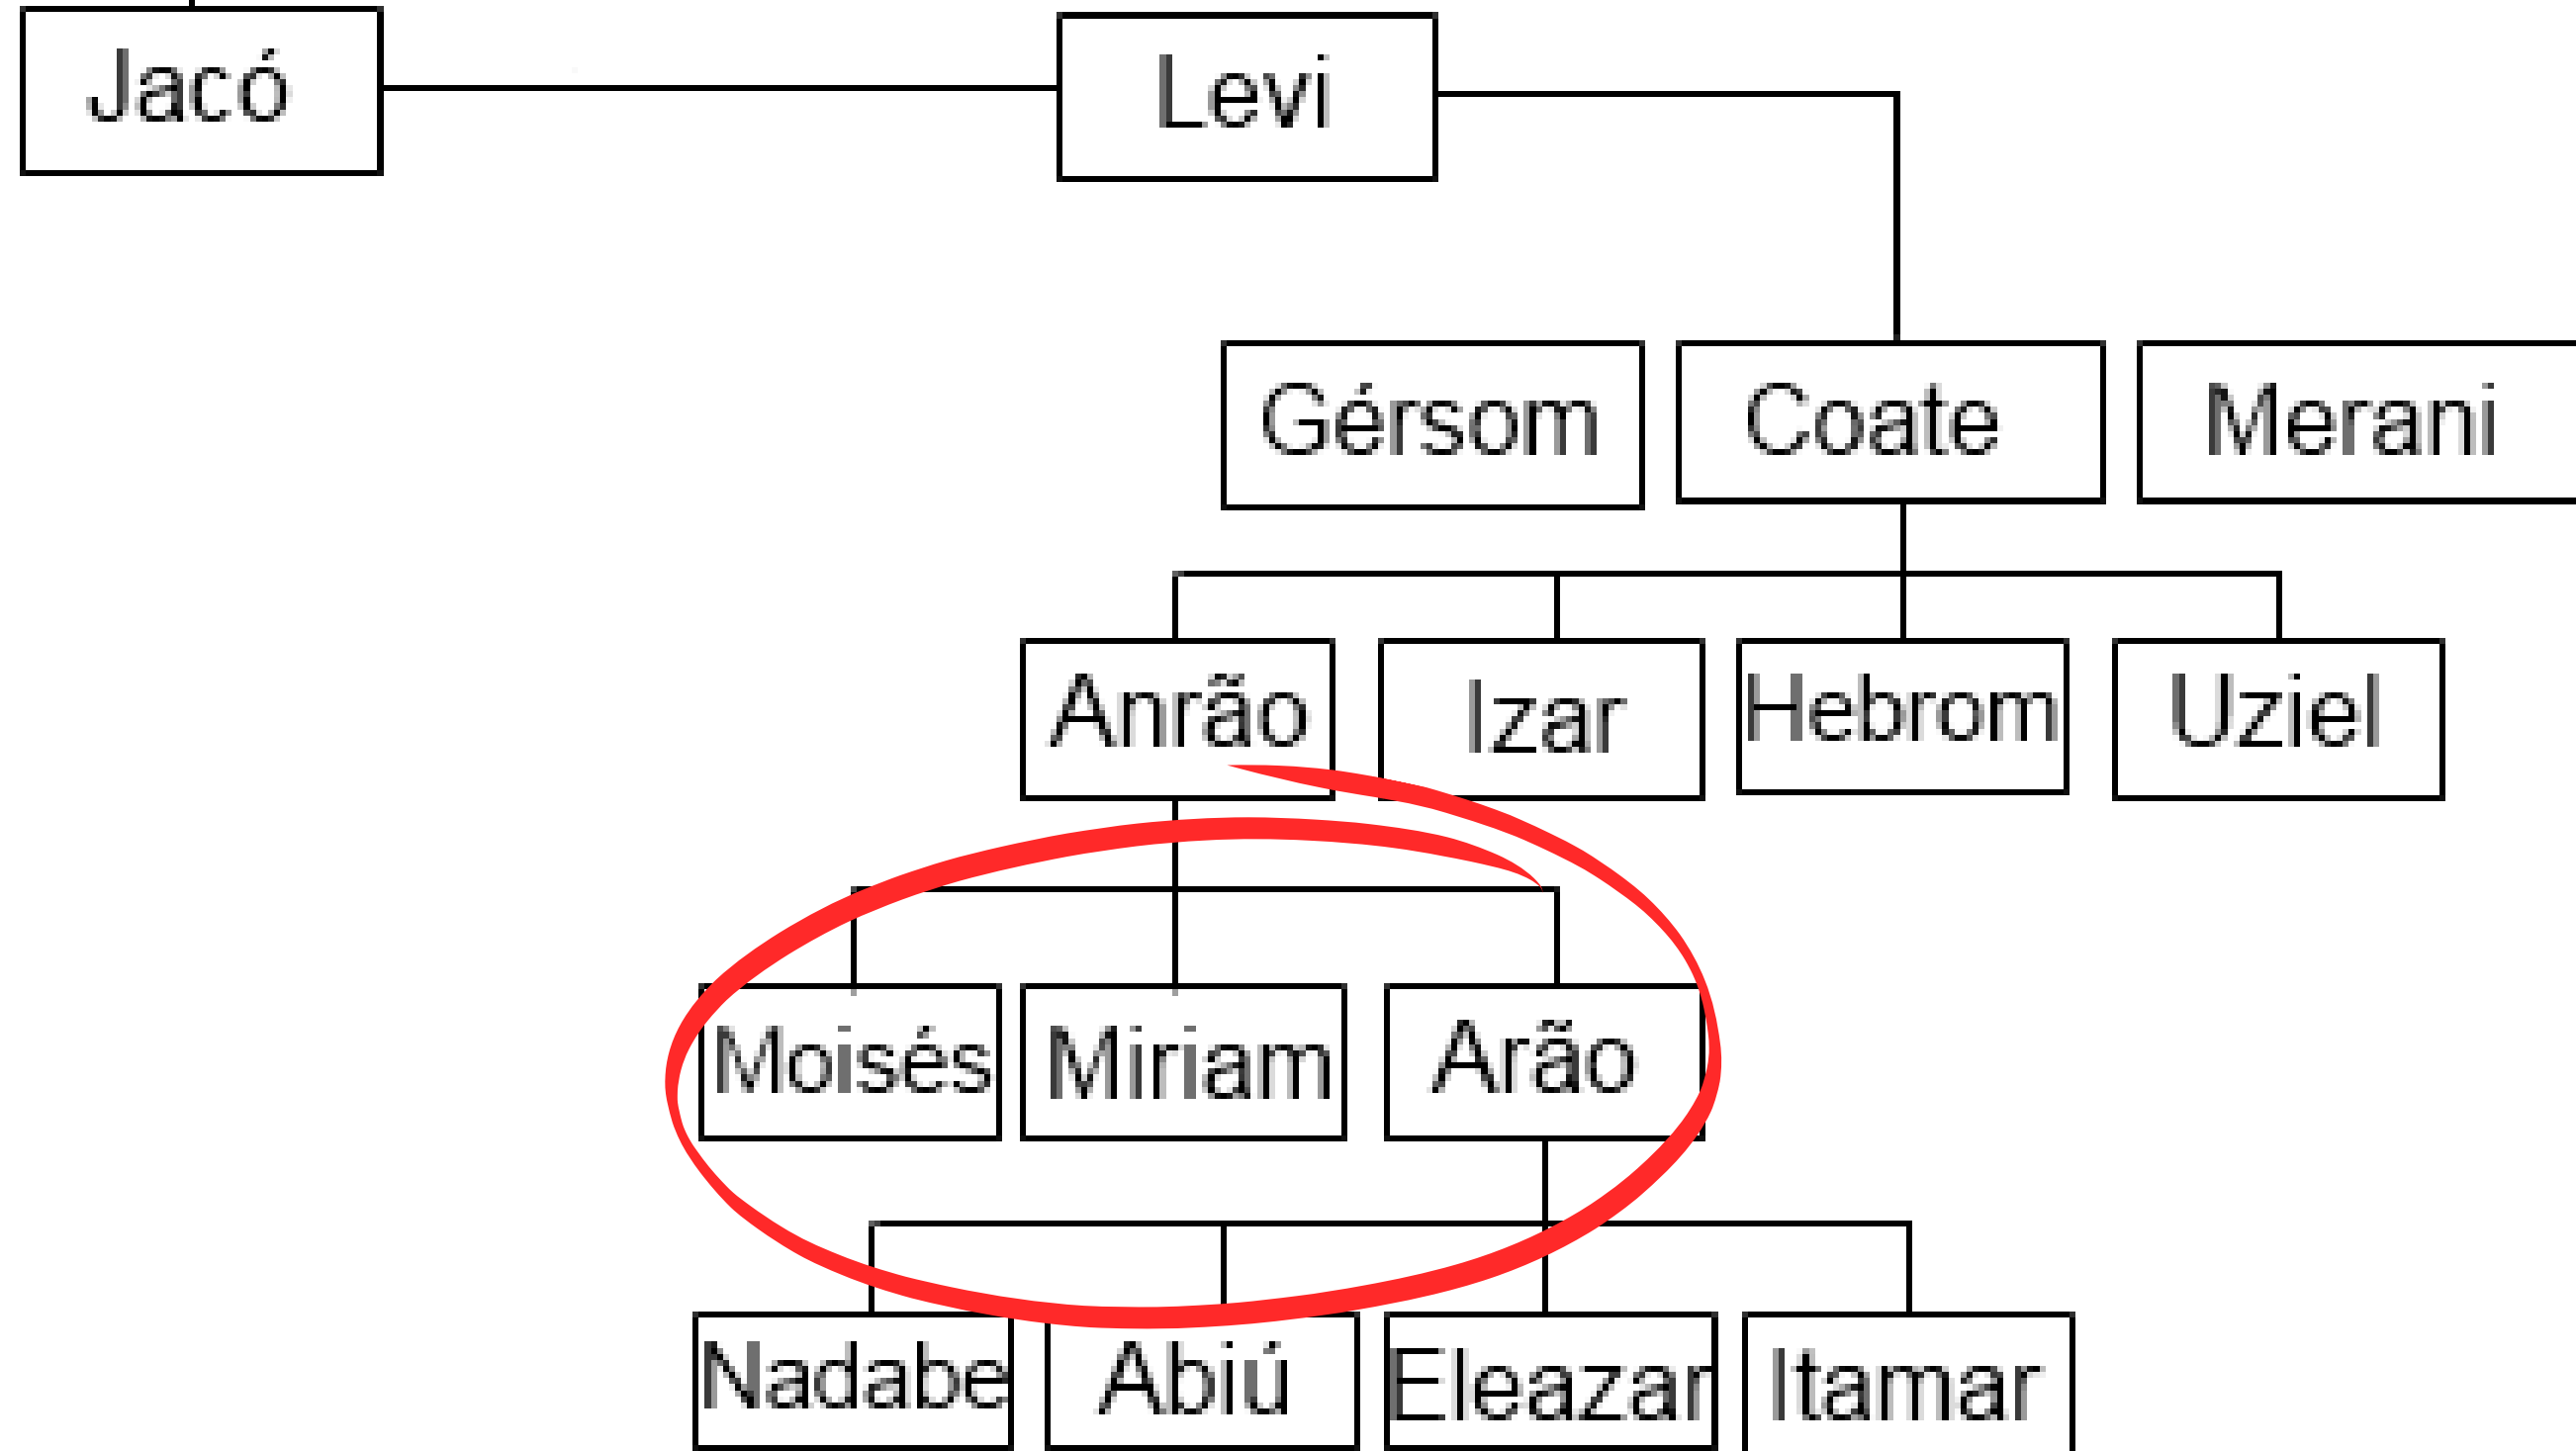 Jacó
Levi
Gérsom
Coate
Merani
Anrão
Izar
Hebrom
Uziel
Moisés
Miriam
Arão
Nadabe
Abiú
Eleazar
Itamar